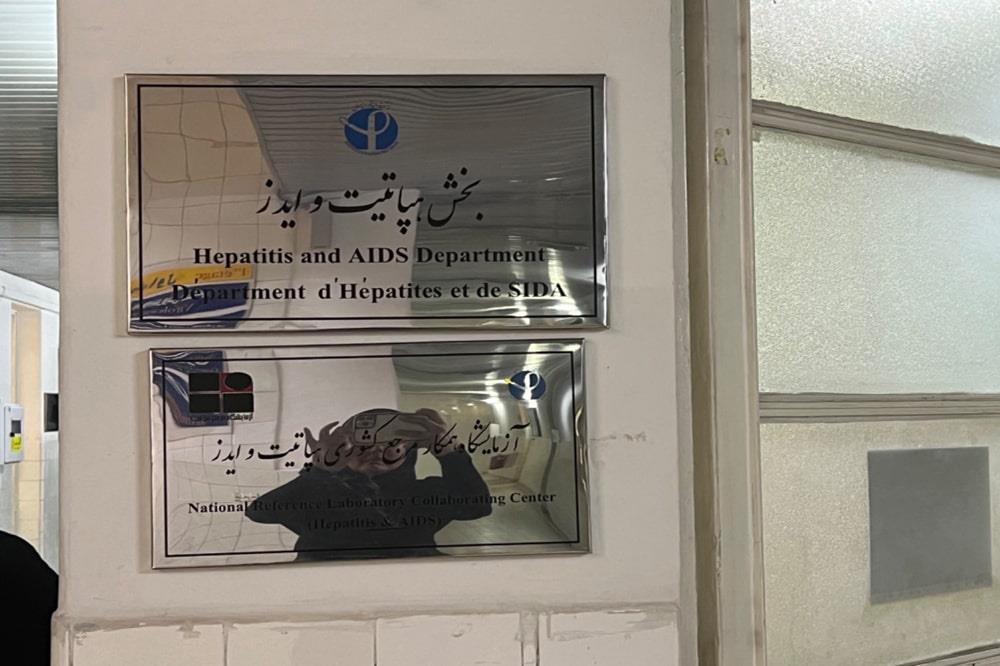 بخش هپاتیت و ایدز
Hepatitis and AIDS Department
Départment d'Hépatites et de SIDA
آزمایشگاه همکار مرجع کشوری هپاتیت و ایدز
National Reference Laboratory Collaborating Center
(Hepatitis & AIDS)